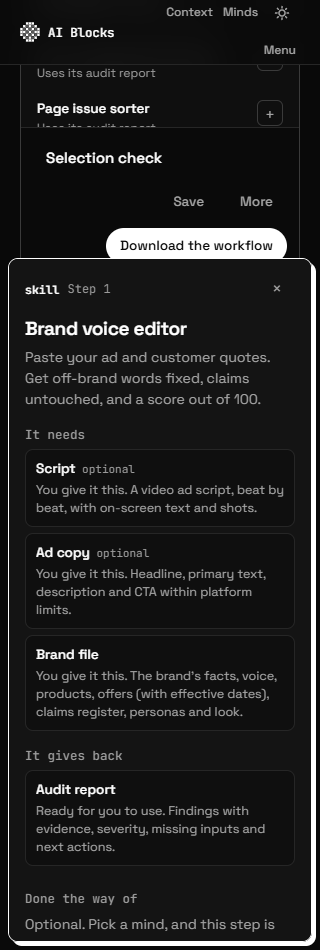 Context Minds
AI Blocks
Menu
Uses its audit report
Page issue sorter
Uses its audit report
+
Selection check
Save More
Download the workflow
skill Step 1 ×
Brand voice editor
Paste your ad and customer quotes.
Get off-brand words fixed, claims
untouched, and a score out of 100.
It needs
Script optional
You give it this. A video ad script, beat by
beat, with on-screen text and shots.
Ad copy optional
You give it this. Headline, primary text,
description and CTA within platform
limits.
Brand file
You give it this. The brand's facts, voice,
products, offers (with effective dates),
claims register, personas and look.
It gives back
Audit report
Ready for you to use. Findings with
evidence, severity, missing inputs and
next actions.
Done the way of
Optional. Pick a mind, and this step is